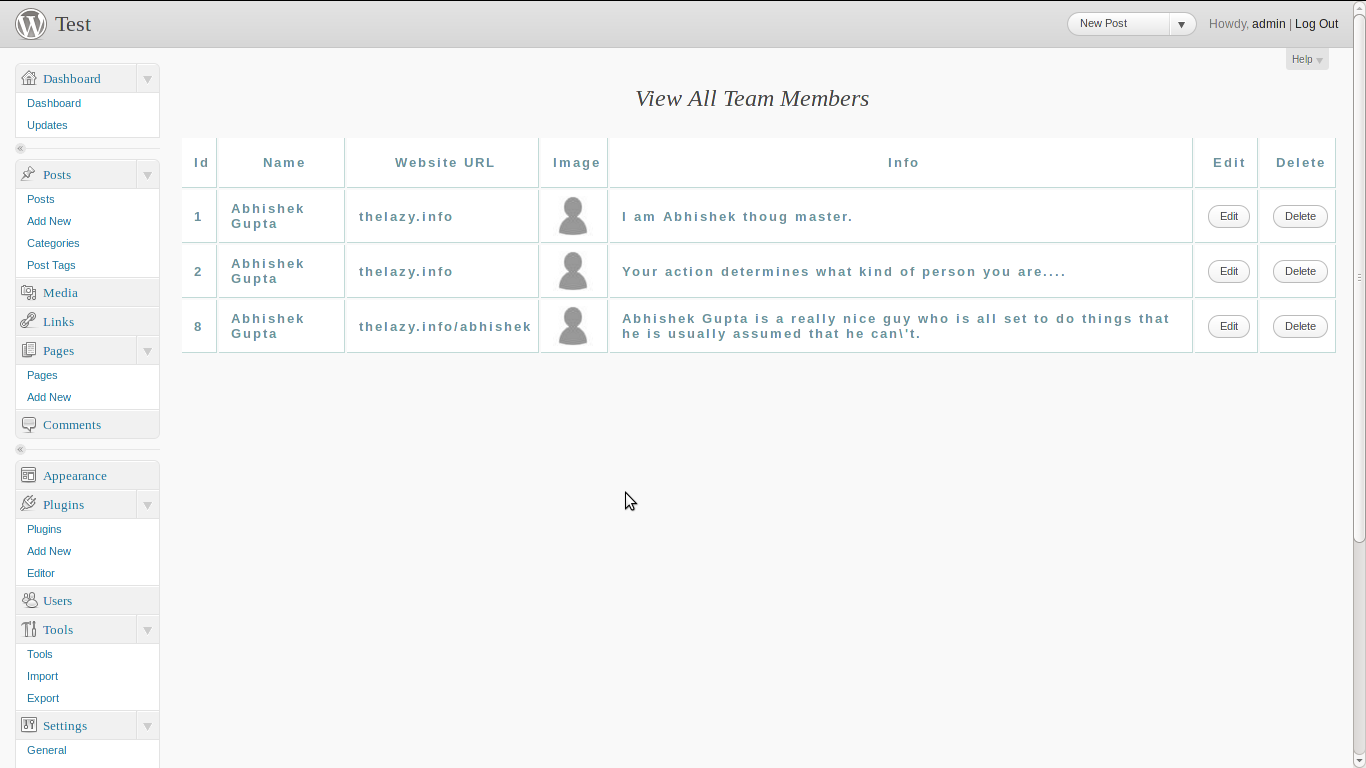 Test
New Post
Howdy, admin | Log Out
Help
Dashboard
Dashboard
Updates
Posts
Posts
Add New
Categories
Post Tags
Media
Links
Pages
Pages
Add New
Comments
Appearance
Plugins
Plugins
Add New
Editor
Users
Tools
Tools
Import
Export
Settings
General
View All Team Members
Id Name Website URL Image Info Edit Delete
1 Abhishek Gupta thelazy.info I am Abhishek thoug master. Edit Delete
2 Abhishek Gupta thelazy.info Your action determines what kind of person you are.... Edit Delete
8 Abhishek Gupta thelazy.info/abhishek Abhishek Gupta is a really nice guy who is all set to do things that
he is usually assumed that he can\'t. Edit Delete